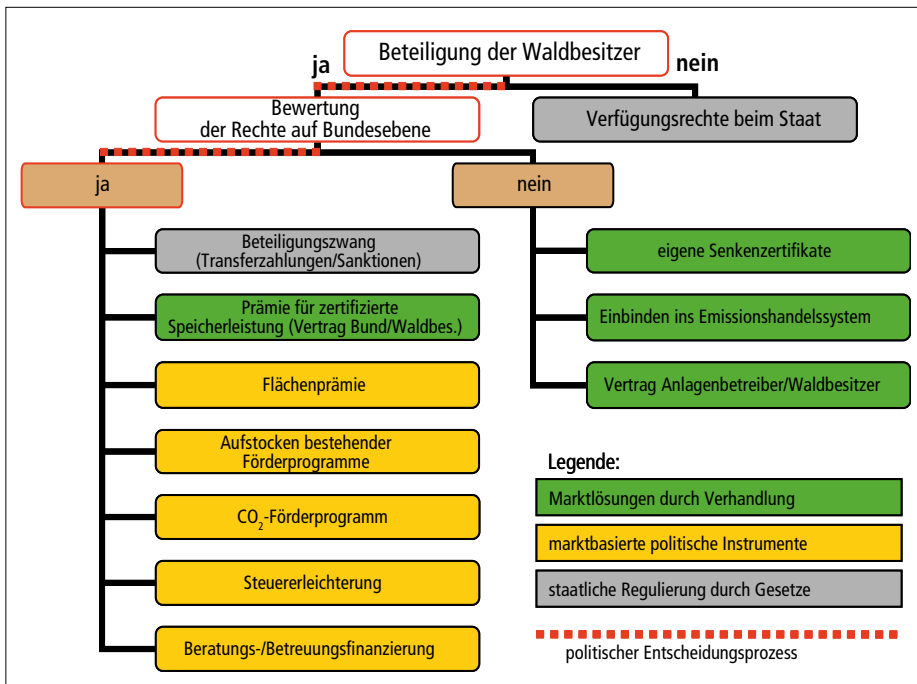 Beteiligung der Waldbesitzer
ja
nein
Bewertung
der Rechte auf Bundesebene
Verfügungsrechte beim Staat
ja
nein
Beteiligungszwang
(Transferzahlungen/Sanktionen)
Prämie für zertifizierte
Speicherleistung (Vertrag Bund/Waldbes.)
Flächenprämie
Aufstocken bestehender
Förderprogramme
CO₂-Förderprogramm
Steuererleichterung
Beratungs-/Betreuungsfinanzierung
eigene Senkenzertifikate
Einbinden ins Emissionshandelssystem
Vertrag Anlagenbetreiber/Waldbesitzer
Legende:
Marktlösungen durch Verhandlung
marktbasierte politische Instrumente
staatliche Regulierung durch Gesetze
politischer Entscheidungsprozess